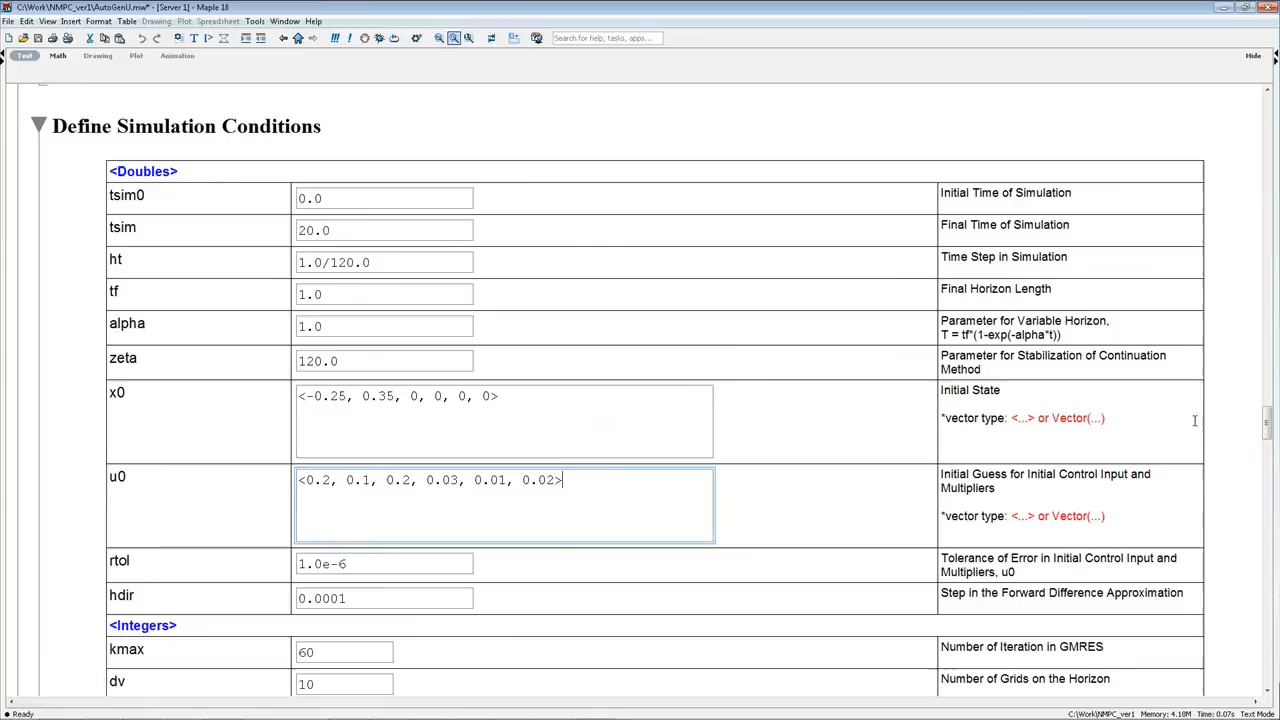 C:\Work\NMPC_ver1\AutoGenU.mw* - [Server 1] - Maple 18
File Edit View Insert Format Table Drawing Plot Spreadsheet Tools Window Help
Search for help, tasks, apps...
Text Math Drawing Plot Animation Hide
Define Simulation Conditions
<Doubles>
tsim0 0.0 Initial Time of Simulation
tsim 20.0 Final Time of Simulation
ht 1.0/120.0 Time Step in Simulation
tf 1.0 Final Horizon Length
alpha 1.0 Parameter for Variable Horizon,
T = tf*(1-exp(-alpha*t))
zeta 120.0 Parameter for Stabilization of Continuation
Method
x0 <-0.25, 0.35, 0, 0, 0, 0> Initial State
*vector type: <...> or Vector(...)
u0 <0.2, 0.1, 0.2, 0.03, 0.01, 0.02> Initial Guess for Initial Control Input and
Multipliers
*vector type: <...> or Vector(...)
rtol 1.0e-6 Tolerance of Error in Initial Control Input and
Multipliers, u0
hdir 0.0001 Step in the Forward Difference Approximation
<Integers>
kmax 60 Number of Iteration in GMRES
dv 10 Number of Grids on the Horizon
Ready C:\Work\NMPC_ver1 Memory: 4.18M Time: 0.07s Text Mode